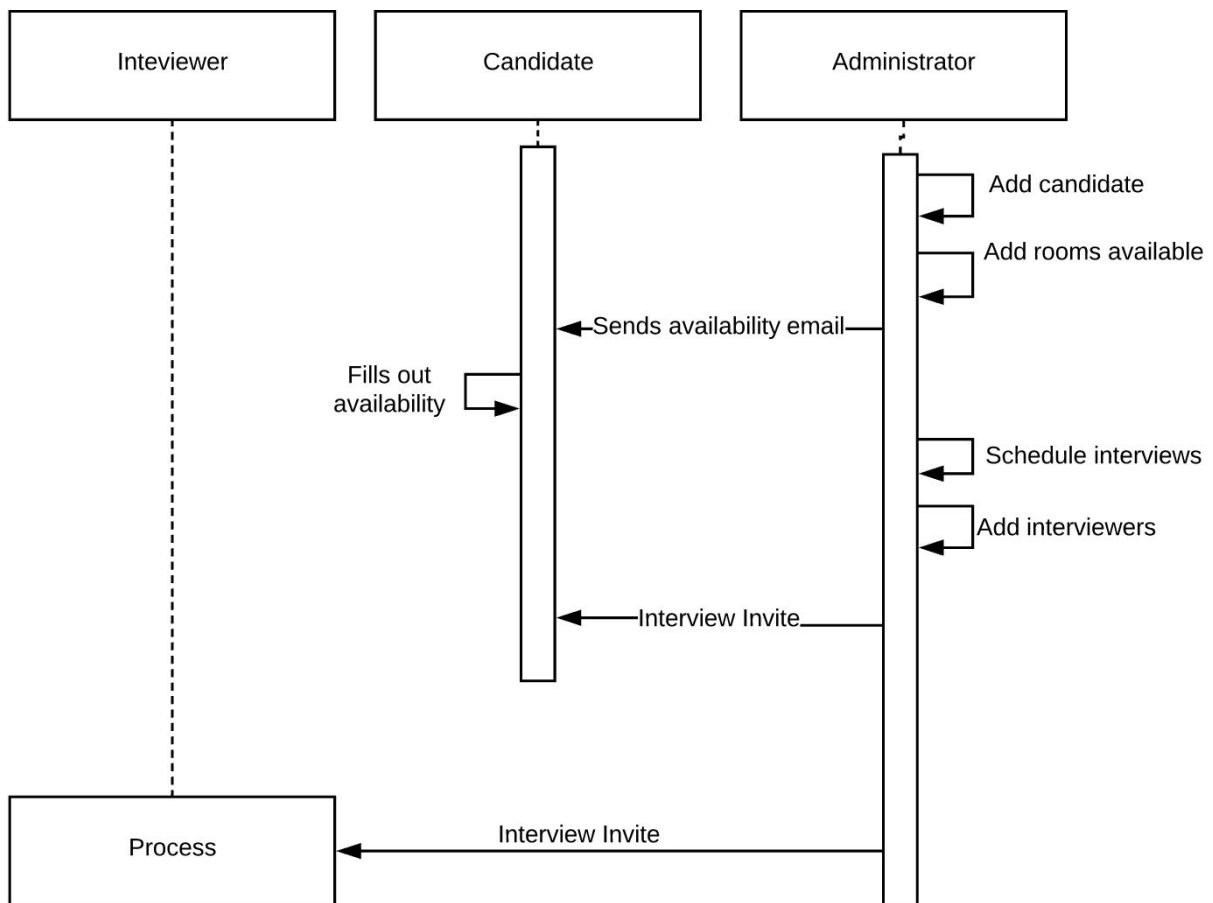 Inteviewer
Candidate
Administrator
Add candidate
Add rooms available
Sends availability email
Fills out
availability
Schedule interviews
Add interviewers
Interview Invite
Interview Invite
Process